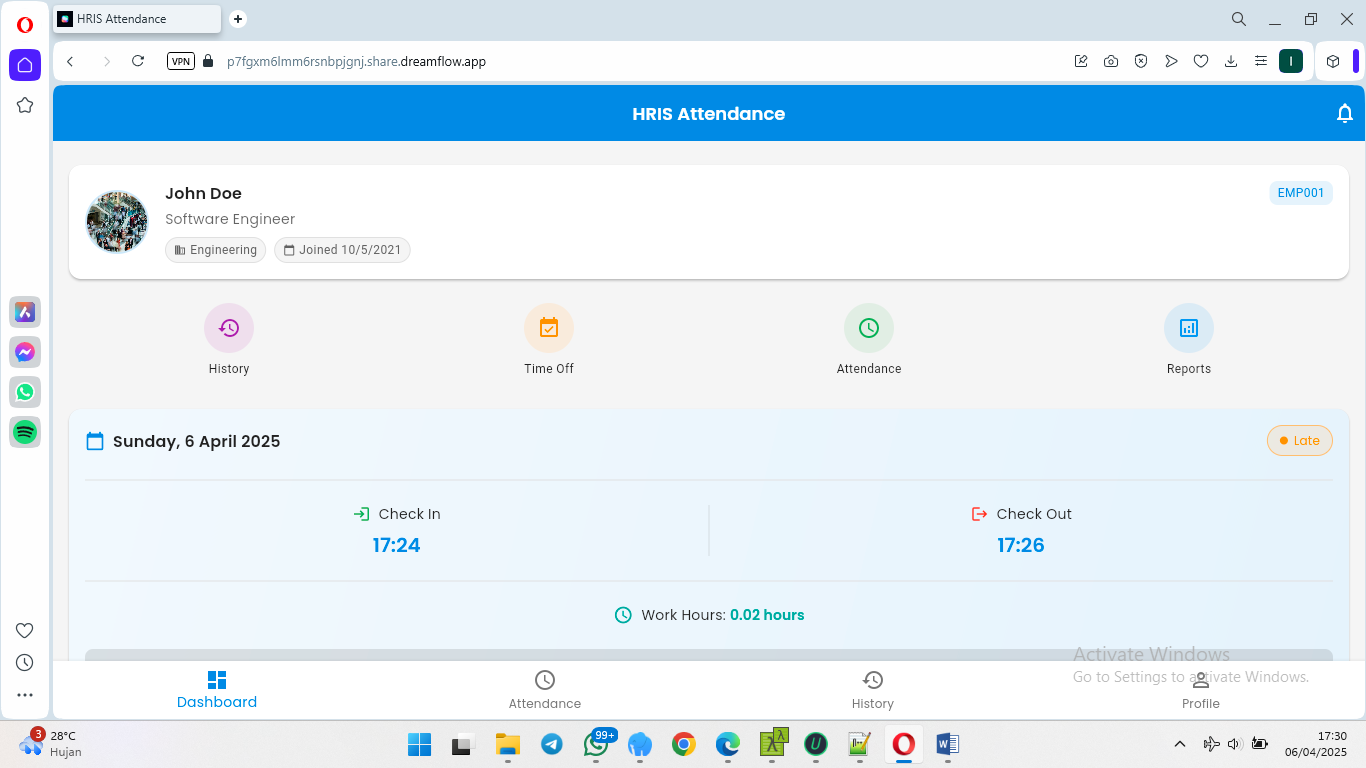 HRIS Attendance
VPN
p7fgxm6lmm6rsnbpjgnj.share.dreamflow.app
I
HRIS Attendance
John Doe
EMP001
Software Engineer
Engineering
Joined 10/5/2021
History
Time Off
Attendance
Reports
Sunday, 6 April 2025
Late
Check In
Check Out
17:24
17:26
Work Hours: 0.02 hours
Activate Windows
Go to Settings to activate Windows.
Dashboard
Attendance
History
Profile
3
28°C
Hujan
99+
17:30
06/04/2025